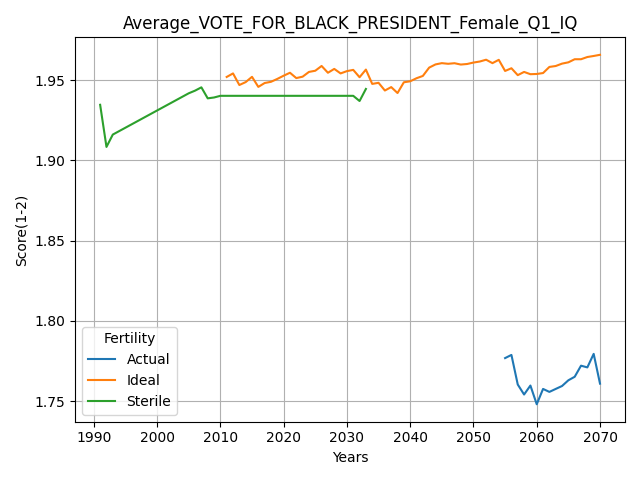 Average_VOTE_FOR_BLACK_PRESIDENT_Female_Q1_IQ
Score(1-2)
1.95
1.90
1.85
1.80
1.75
Fertility
Actual
Ideal
Sterile
1990 2000 2010 2020 2030 2040 2050 2060 2070
Years